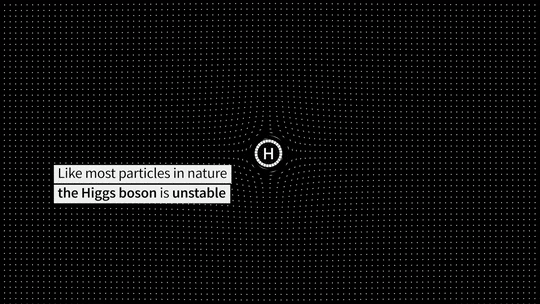 H
Like most particles in nature
the Higgs boson is unstable